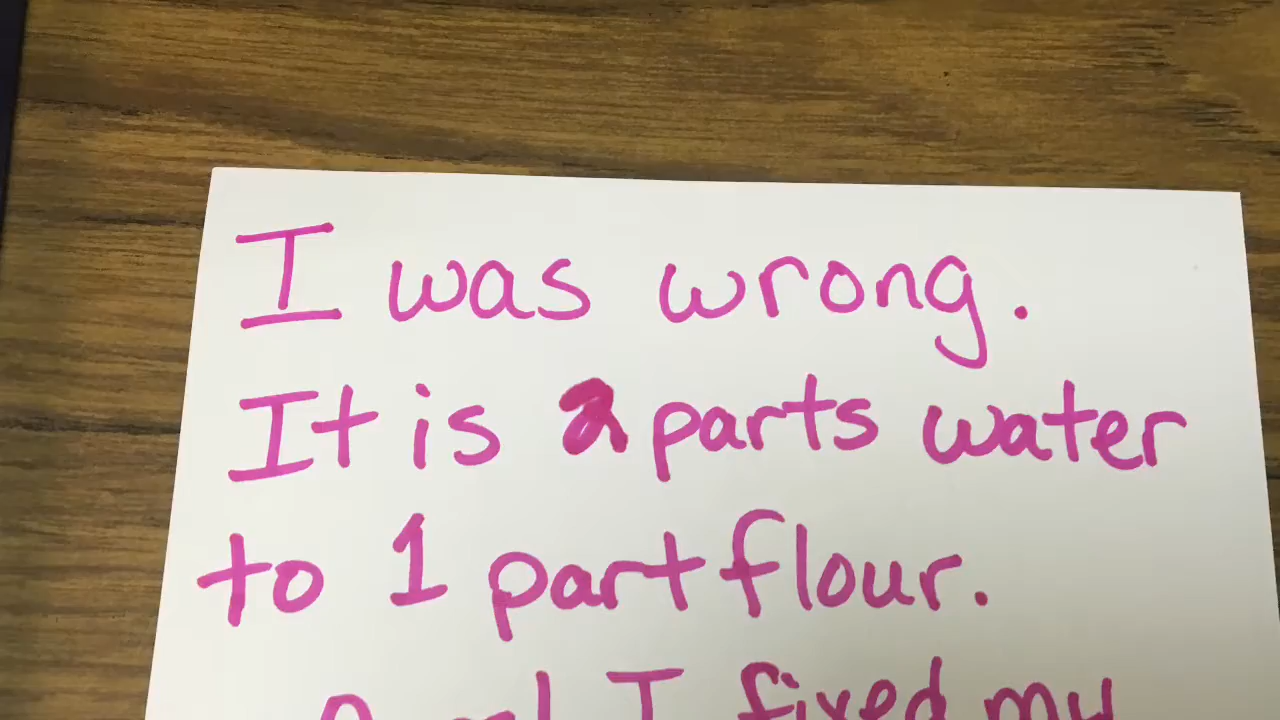 I was wrong.
It is 2 parts water
to 1 part flour.
I fixed my